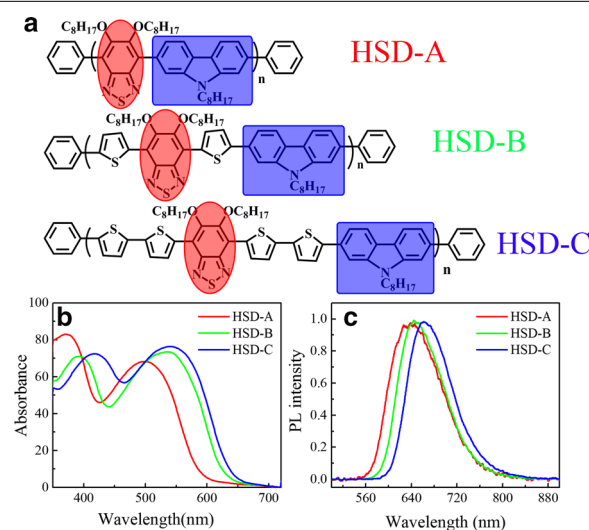 a
C₈H₁₇O OC₈H₁₇
N S N
N
C₈H₁₇
n
HSD-A
C₈H₁₇O OC₈H₁₇
S S
N S N
N
C₈H₁₇
n
HSD-B
C₈H₁₇O OC₈H₁₇
S S S S
N S N
N
C₈H₁₇
n
HSD-C
b
HSD-A
HSD-B
HSD-C
Absorbance
100
80
60
40
20
0
400 500 600 700
Wavelength(nm)
c
HSD-A
HSD-B
HSD-C
PL intensity
1.0
0.8
0.6
0.4
0.2
0.0
560 640 720 800 880
Wavelength (nm)